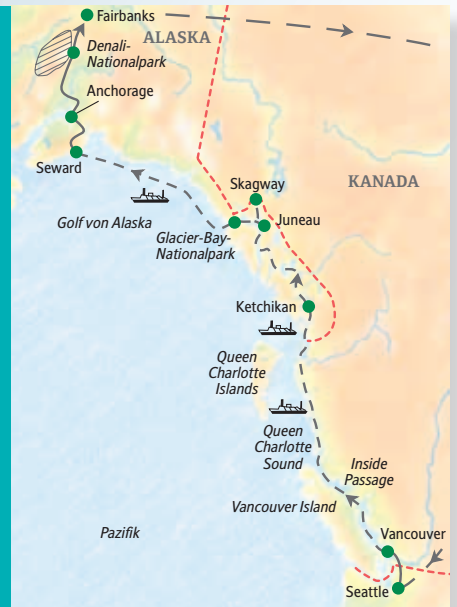 Fairbanks
ALASKA
Denali-
Nationalpark
Anchorage
Seward
Skagway
KANADA
Golf von Alaska
Juneau
Glacier-Bay-
Nationalpark
Ketchikan
Queen
Charlotte
Islands
Queen
Charlotte
Sound
Inside
Passage
Vancouver Island
Pazifik
Vancouver
Seattle